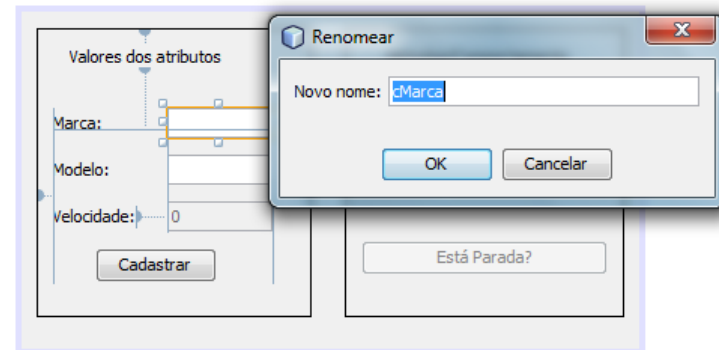 Renomear
Novo nome: cMarca
OK Cancelar
Valores dos atributos
Marca:
Modelo:
Velocidade: 0
Cadastrar
Está Parada?